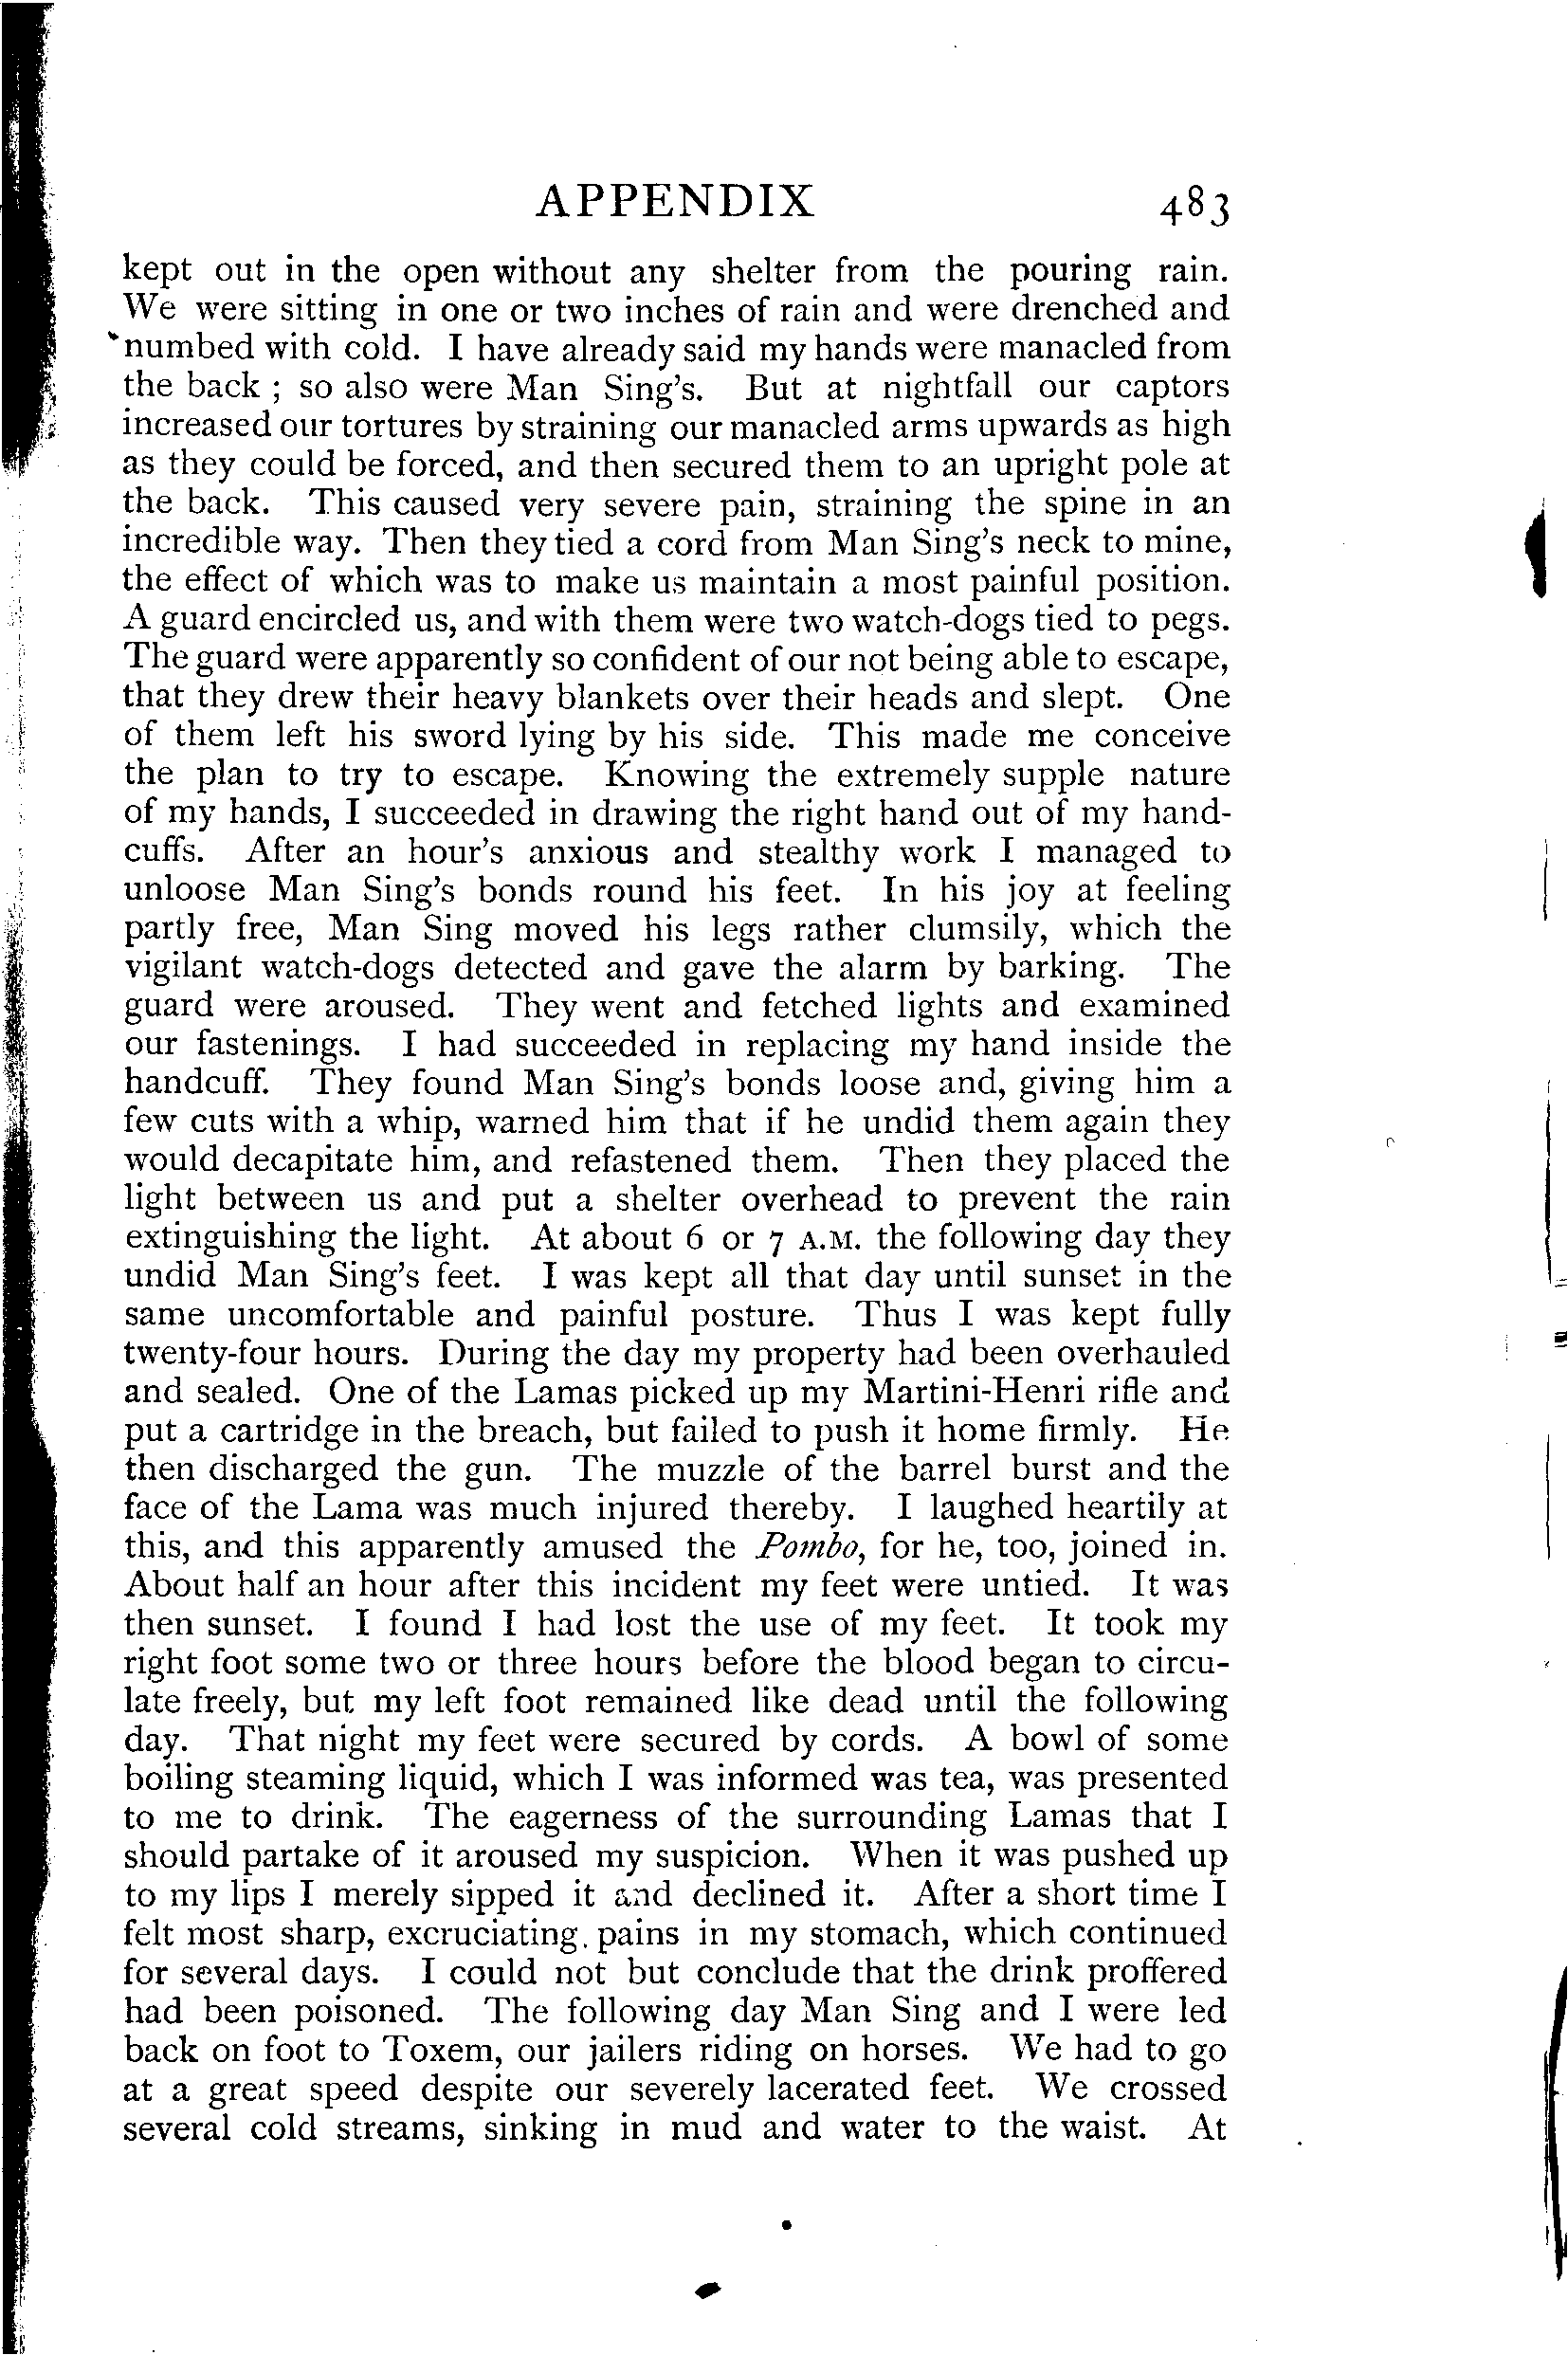 APPENDIX 483
kept out in the open without any shelter from the pouring rain.
We were sitting in one or two inches of rain and were drenched and
numbed with cold. I have already said my hands were manacled from
the back ; so also were Man Sing's. But at nightfall our captors
increased our tortures by straining our manacled arms upwards as high
as they could be forced, and then secured them to an upright pole at
the back. This caused very severe pain, straining the spine in an
incredible way. Then they tied a cord from Man Sing's neck to mine,
the effect of which was to make us maintain a most painful position.
A guard encircled us, and with them were two watch-dogs tied to pegs.
The guard were apparently so confident of our not being able to escape,
that they drew their heavy blankets over their heads and slept. One
of them left his sword lying by his side. This made me conceive
the plan to try to escape. Knowing the extremely supple nature
of my hands, I succeeded in drawing the right hand out of my hand-
cuffs. After an hour's anxious and stealthy work I managed to
unloose Man Sing's bonds round his feet. In his joy at feeling
partly free, Man Sing moved his legs rather clumsily, which the
vigilant watch-dogs detected and gave the alarm by barking. The
guard were aroused. They went and fetched lights and examined
our fastenings. I had succeeded in replacing my hand inside the
handcuff. They found Man Sing's bonds loose and, giving him a
few cuts with a whip, warned him that if he undid them again they
would decapitate him, and refastened them. Then they placed the
light between us and put a shelter overhead to prevent the rain
extinguishing the light. At about 6 or 7 A.M. the following day they
undid Man Sing's feet. I was kept all that day until sunset in the
same uncomfortable and painful posture. Thus I was kept fully
twenty-four hours. During the day my property had been overhauled
and sealed. One of the Lamas picked up my Martini-Henri rifle and
put a cartridge in the breach, but failed to push it home firmly. He
then discharged the gun. The muzzle of the barrel burst and the
face of the Lama was much injured thereby. I laughed heartily at
this, and this apparently amused the Pombo, for he, too, joined in.
About half an hour after this incident my feet were untied. It was
then sunset. I found I had lost the use of my feet. It took my
right foot some two or three hours before the blood began to circu-
late freely, but my left foot remained like dead until the following
day. That night my feet were secured by cords. A bowl of some
boiling steaming liquid, which I was informed was tea, was presented
to me to drink. The eagerness of the surrounding Lamas that I
should partake of it aroused my suspicion. When it was pushed up
to my lips I merely sipped it and declined it. After a short time I
felt most sharp, excruciating pains in my stomach, which continued
for several days. I could not but conclude that the drink proffered
had been poisoned. The following day Man Sing and I were led
back on foot to Toxem, our jailers riding on horses. We had to go
at a great speed despite our severely lacerated feet. We crossed
several cold streams, sinking in mud and water to the waist. At